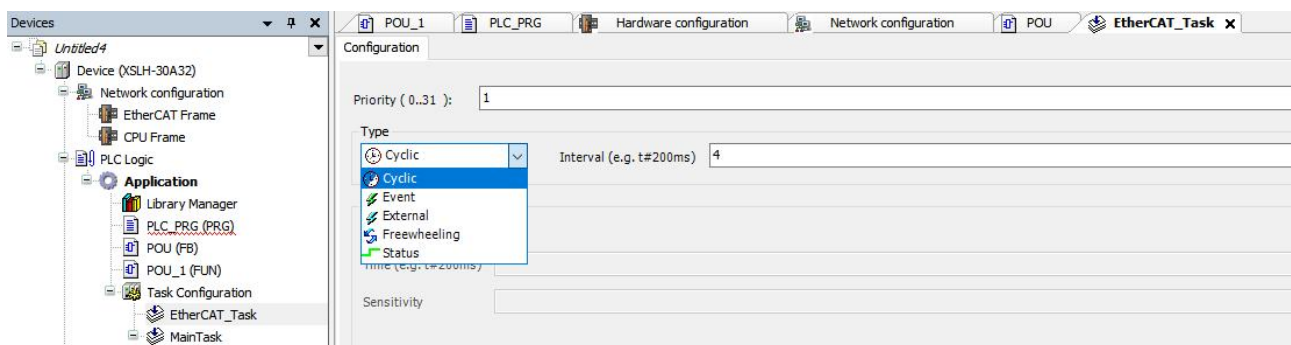 Devices
Untitled4
Device (XSLH-30A32)
Network configuration
EtherCAT Frame
CPU Frame
PLC Logic
Application
Library Manager
PLC_PRG (PRG)
POU (FB)
POU_1 (FUN)
Task Configuration
EtherCAT_Task
MainTask
POU_1 PLC_PRG Hardware configuration Network configuration POU EtherCAT_Task X
Configuration
Priority ( 0..31 ): 1
Type
Cyclic Interval (e.g. t#200ms) 4
Cyclic
Event
External
Freewheeling
Status
Time (e.g. t#200ms)
Sensitivity